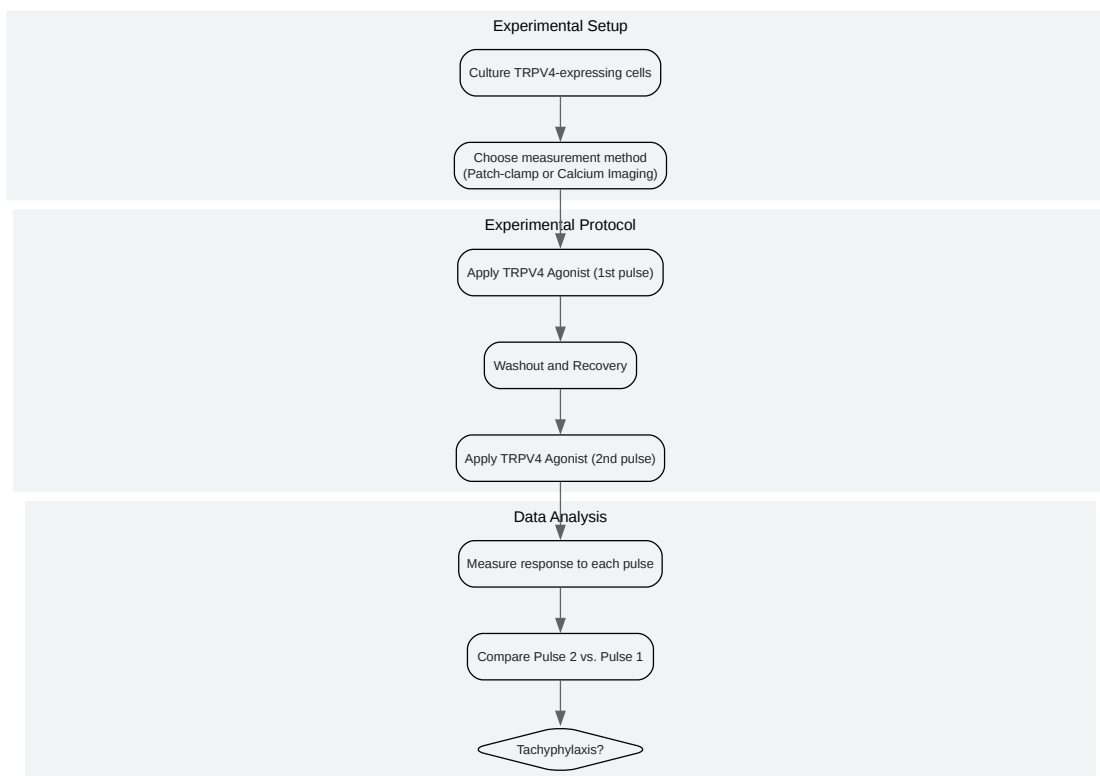 Experimental Setup
Culture TRPV4-expressing cells
Choose measurement method
(Patch-clamp or Calcium Imaging)
Experimental Protocol
Apply TRPV4 Agonist (1st pulse)
Washout and Recovery
Apply TRPV4 Agonist (2nd pulse)
Data Analysis
Measure response to each pulse
Compare Pulse 2 vs. Pulse 1
Tachyphylaxis?